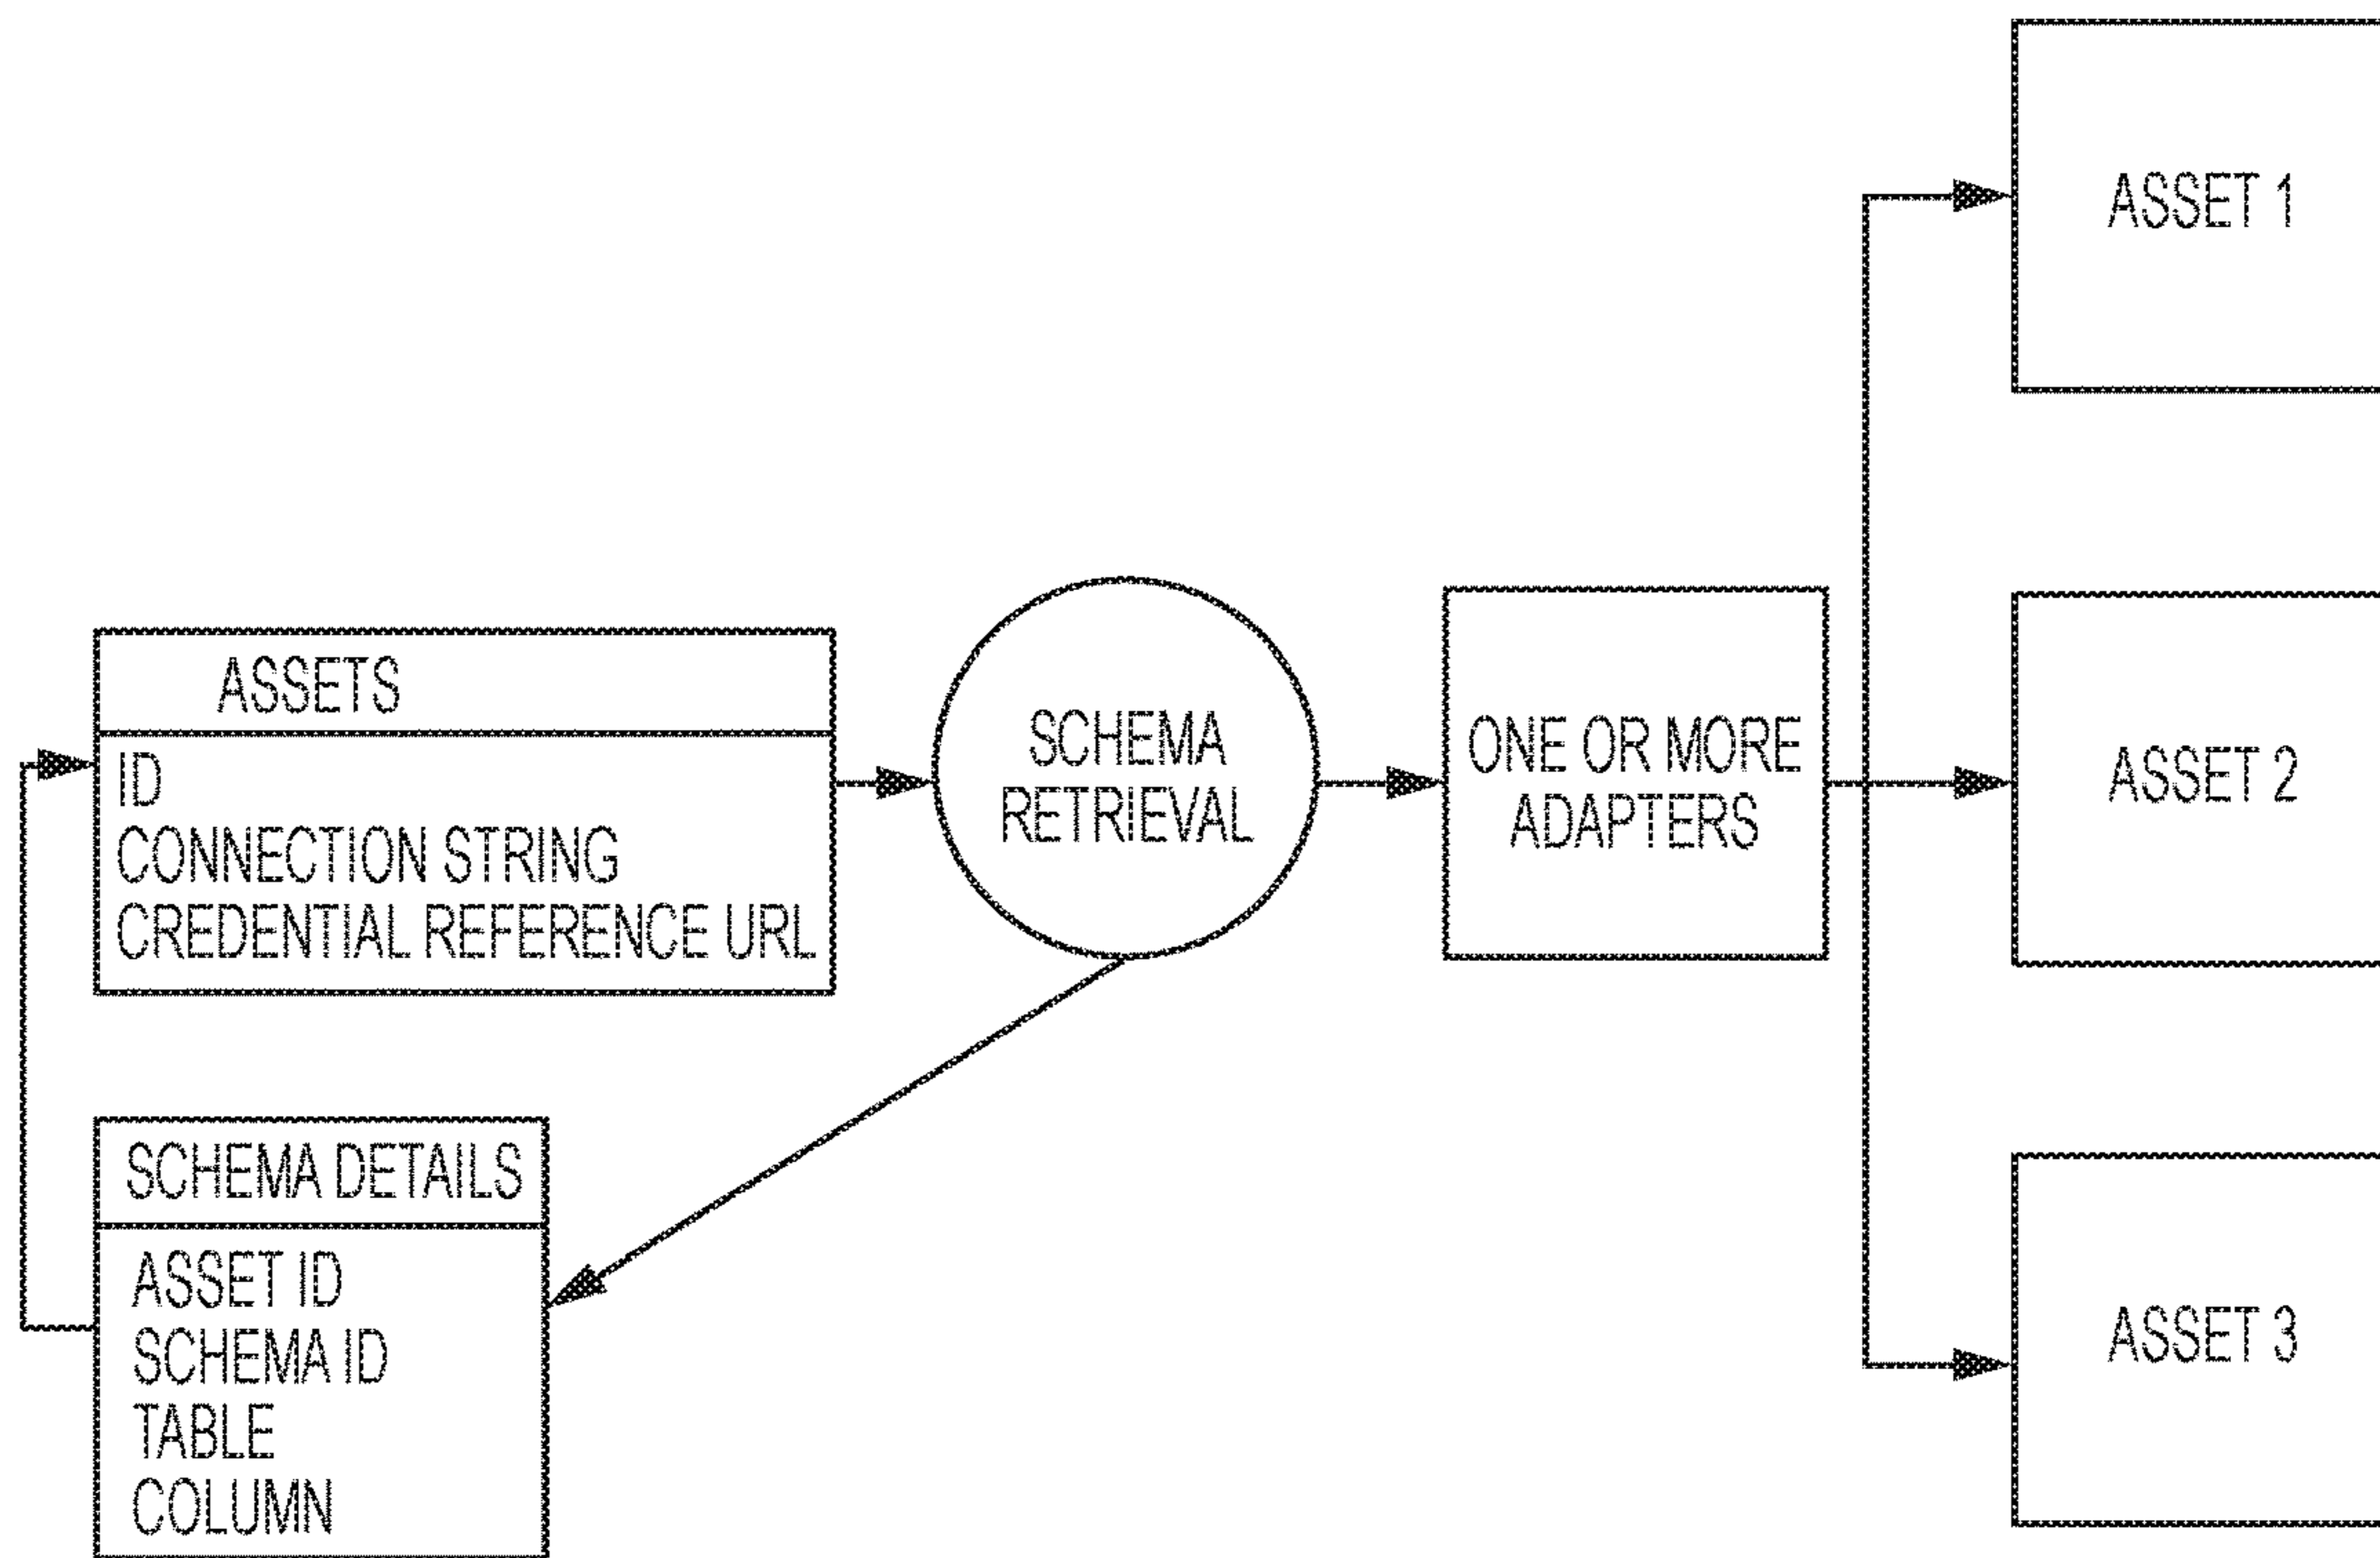 ASSETS
ID
CONNECTION STRING
CREDENTIAL REFERENCE URL
SCHEMA DETAILS
ASSET ID
SCHEMA ID
TABLE
COLUMN
SCHEMA
RETRIEVAL
ONE OR MORE
ADAPTERS
ASSET 1
ASSET 2
ASSET 3